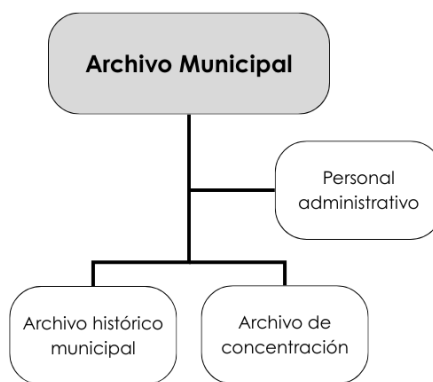 Archivo Municipal
Personal
administrativo
Archivo histórico
municipal
Archivo de
concentración